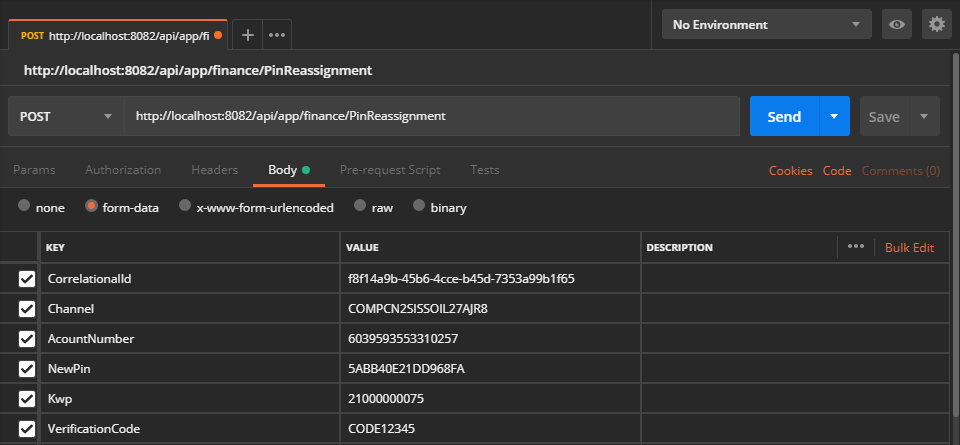 POST http://localhost:8082/api/app/fi + ••• No Environment
http://localhost:8082/api/app/finance/PinReassignment
POST http://localhost:8082/api/app/finance/PinReassignment Send Save
Params Authorization Headers Body Pre-request Script Tests Cookies Code Comments (0)
none form-data x-www-form-urlencoded raw binary
KEY VALUE DESCRIPTION ••• Bulk Edit
CorrelationalId f8f14a9b-45b6-4cce-b45d-7353a99b1f65
Channel COMPCN2SISSOIL27AJR8
AcountNumber 6039593553310257
NewPin 5ABB40E21DD968FA
Kwp 21000000075
VerificationCode CODE12345